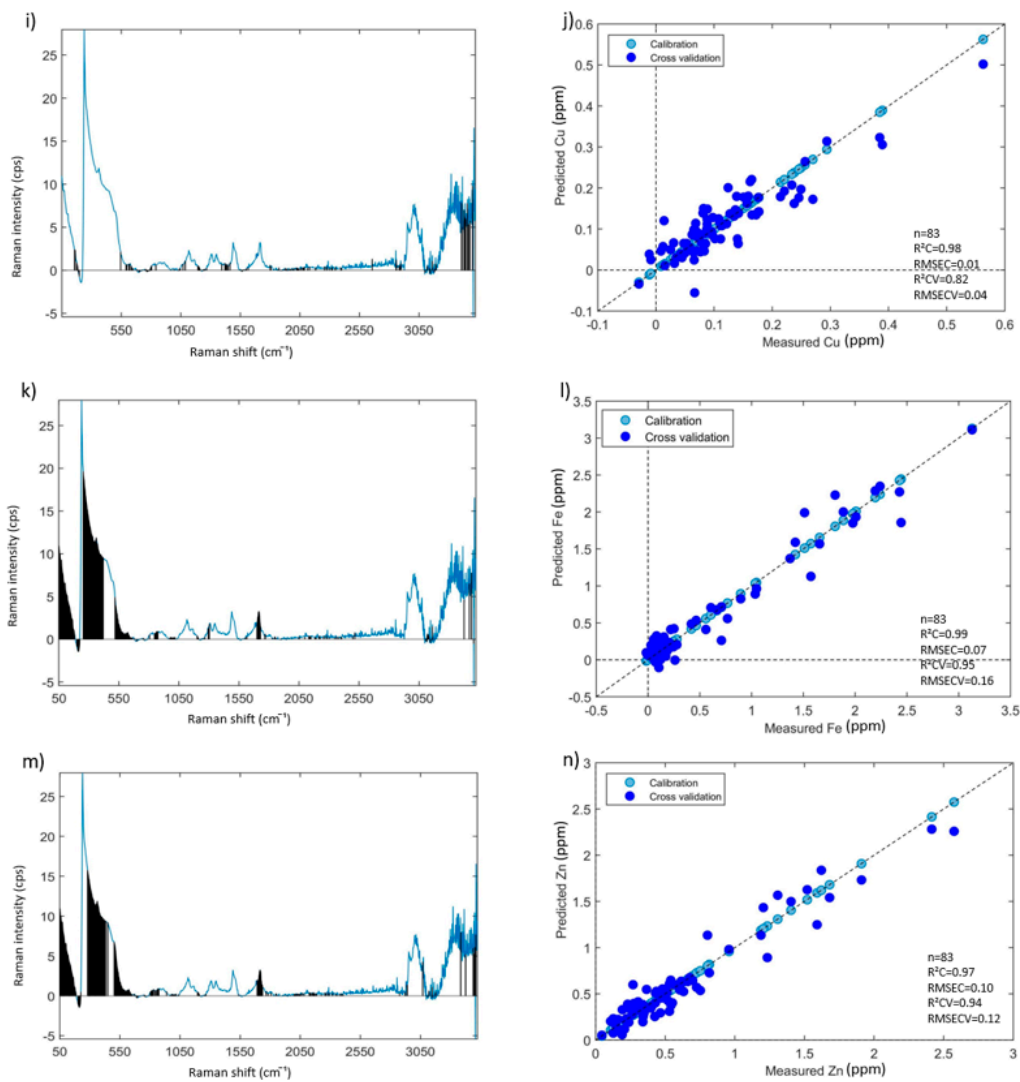 i)
25
20
15
10
5
0
-5
550
1050
1550
2050
2550
3050
Raman intensity (cps)
Raman shift (cm⁻¹)
j)
Calibration
Cross validation
0.6
0.5
0.4
0.3
0.2
0.1
0
-0.1
-0.1
0
0.1
0.2
0.3
0.4
0.5
0.6
Predicted Cu (ppm)
Measured Cu (ppm)
n=83
R²C=0.98
RMSEC=0.01
R²CV=0.82
RMSECV=0.04
k)
25
20
15
10
5
0
-5
50
550
1050
1550
2050
2550
3050
Raman intensity (cps)
Raman shift (cm⁻¹)
l)
Calibration
Cross validation
3.5
3
2.5
2
1.5
1
0.5
0
-0.5
-0.5
0
0.5
1
1.5
2
2.5
3
3.5
Predicted Fe (ppm)
Measured Fe (ppm)
n=83
R²C=0.99
RMSEC=0.07
R²CV=0.95
RMSECV=0.16
m)
25
20
15
10
5
0
-5
50
550
1050
1550
2050
2550
3050
Raman intensity (cps)
Raman shift (cm⁻¹)
n)
Calibration
Cross validation
3
2.5
2
1.5
1
0.5
0
0
0.5
1
1.5
2
2.5
3
Predicted Zn (ppm)
Measured Zn (ppm)
n=83
R²C=0.97
RMSEC=0.10
R²CV=0.94
RMSECV=0.12